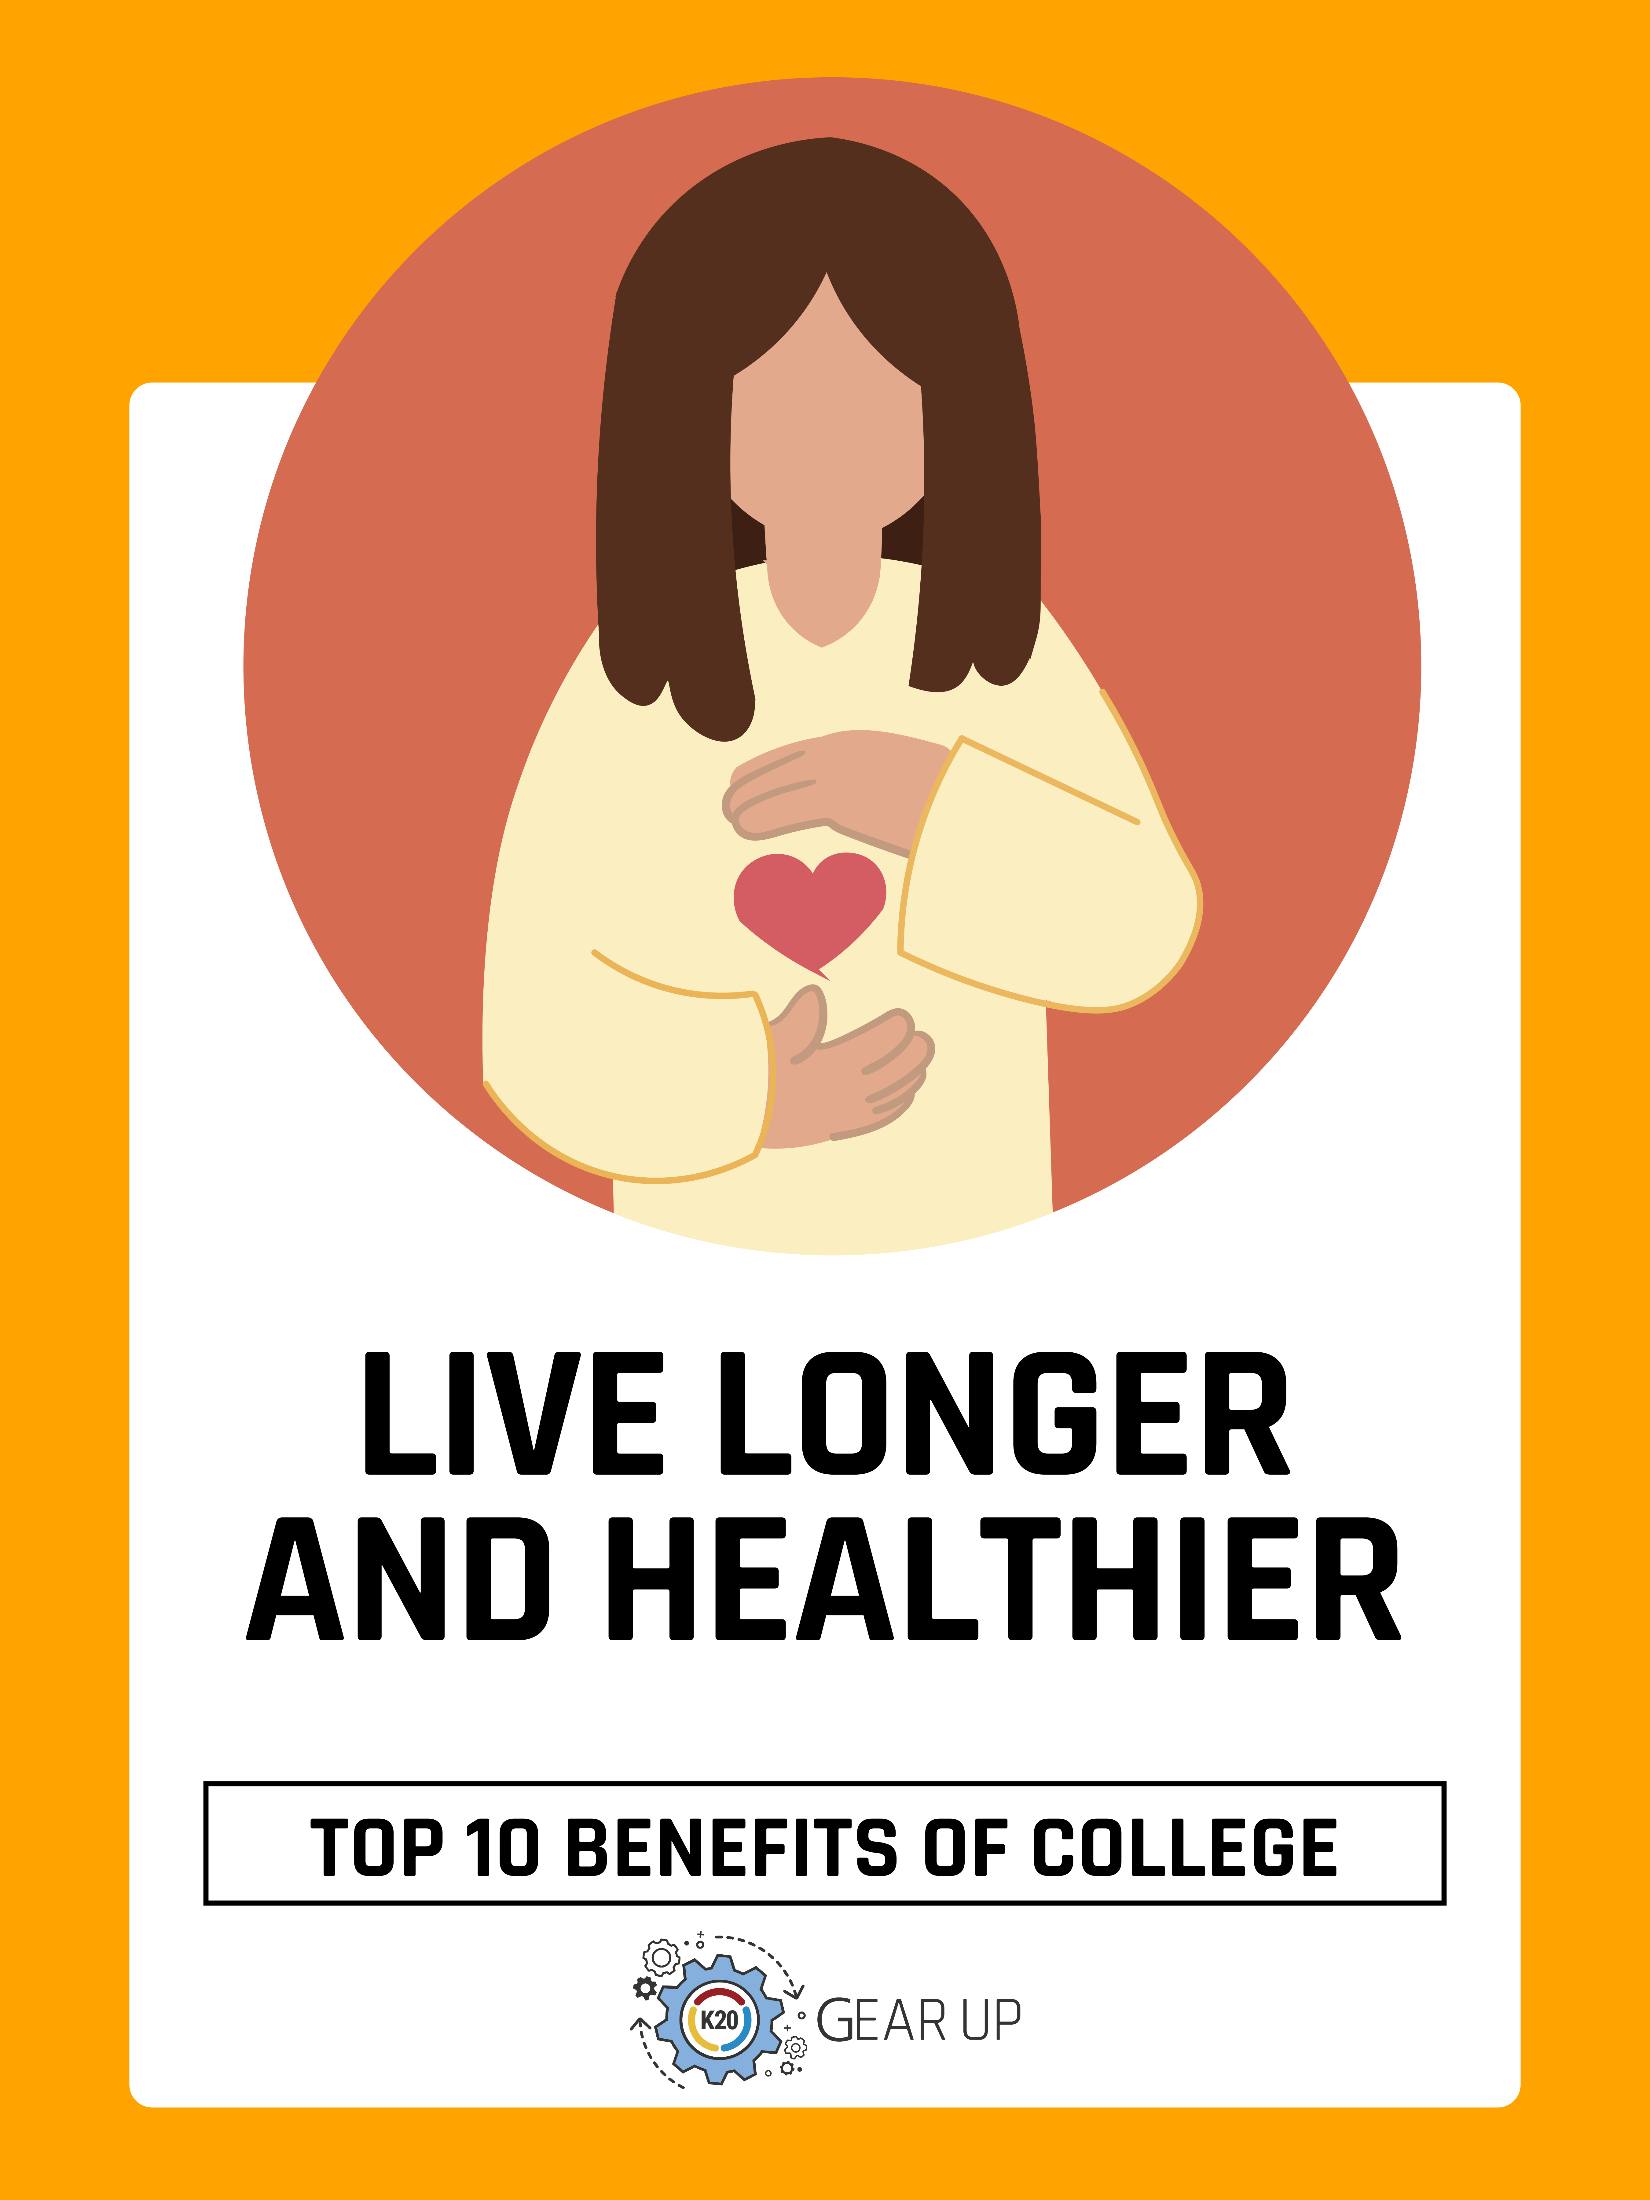 LIVE LONGER
AND HEALTHIER
TOP 10 BENEFITS OF COLLEGE
K20
GEAR UP